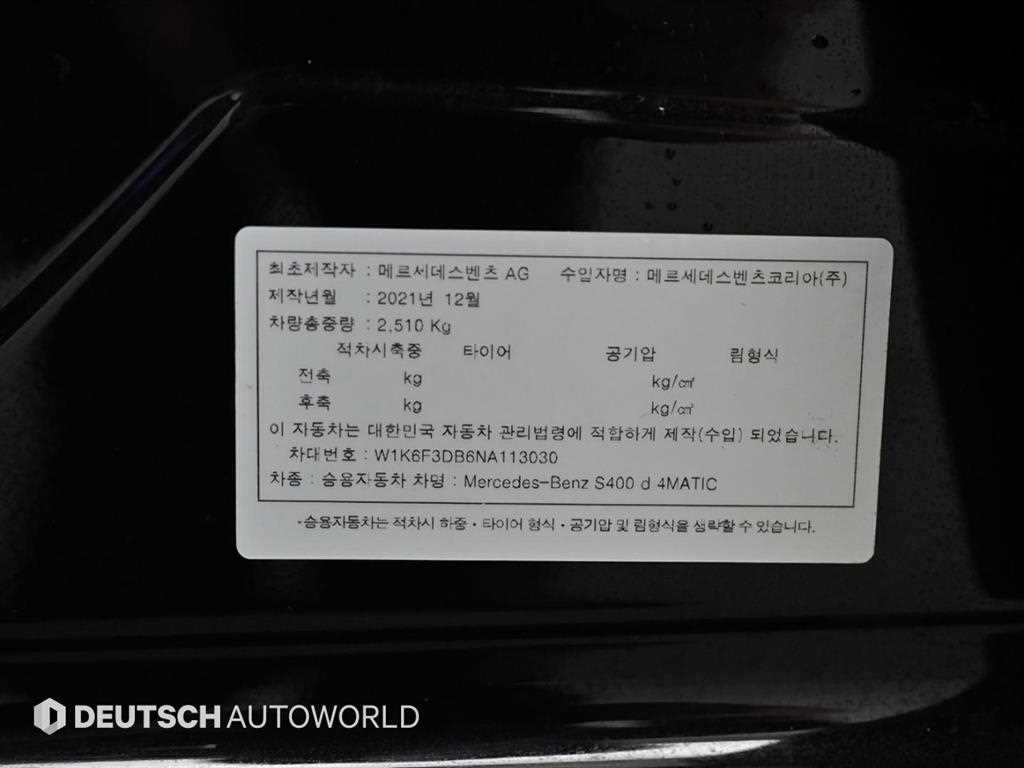 최초제작자 : 메르세데스벤츠 AG 수입자명 : 메르세데스벤츠코리아(주)
제작년월 : 2021년 12월
차량총중량 : 2,510 Kg
적차시축중 타이어 공기압 림형식
전축 kg kg/㎠
후축 kg kg/㎠
이 자동차는 대한민국 자동차 관리법령에 적합하게 제작(수입) 되었습니다.
차대번호 : W1K6F3DB6NA113030
차종 : 승용자동차 차명 : Mercedes-Benz S400 d 4MATIC
·승용자동차는 적차시 하중·타이어 형식·공기압 및 림형식을 생략할 수 있습니다.
DEUTSCH AUTOWORLD